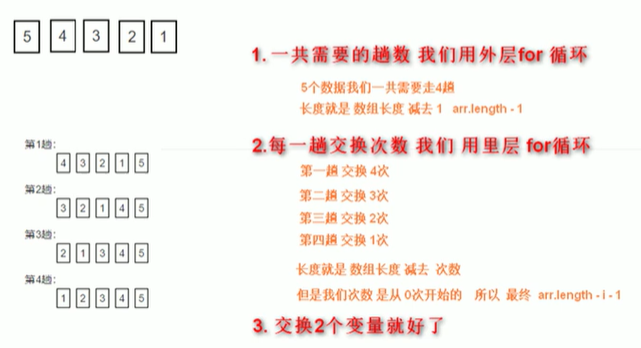 5 4 3 2 1
1. 一共需要的趟数 我们用外层for 循环
5个数据我们一共需要走4趟
长度就是 数组长度 减去 1 arr.length - 1
第1趟：
4 3 2 1 5
第2趟：
3 2 1 4 5
第3趟：
2 1 3 4 5
第4趟：
1 2 3 4 5
2.每一趟交换次数 我们 用里层 for循环
第一趟 交换 4次
第二趟 交换 3次
第三趟 交换 2次
第四趟 交换 1次
长度就是 数组长度 减去 次数
但是我们次数 是从 0次开始的 所以 最终 arr.length - i - 1
3. 交换2个变量就好了